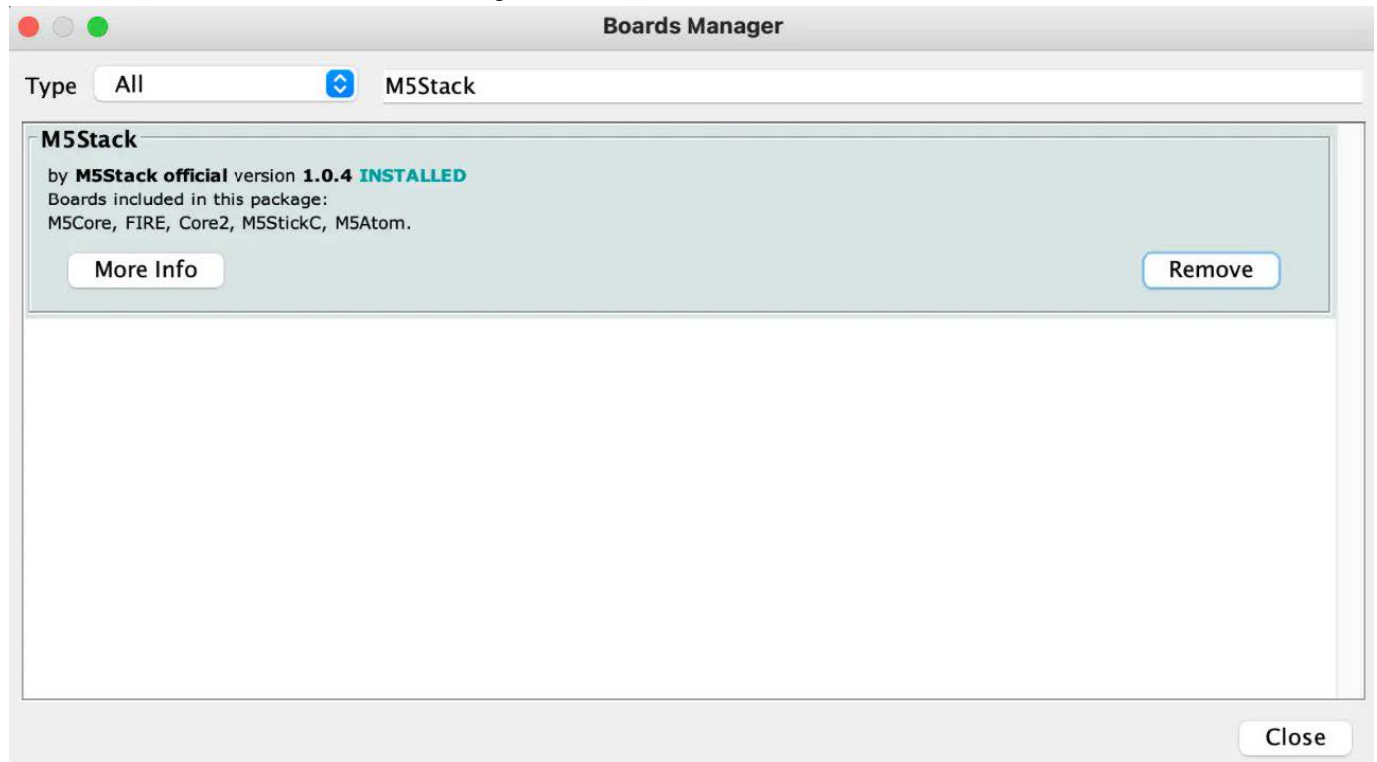 Boards Manager
Type All M5Stack
M5Stack
by M5Stack official version 1.0.4 INSTALLED
Boards included in this package:
M5Core, FIRE, Core2, M5StickC, M5Atom.
More Info Remove
Close